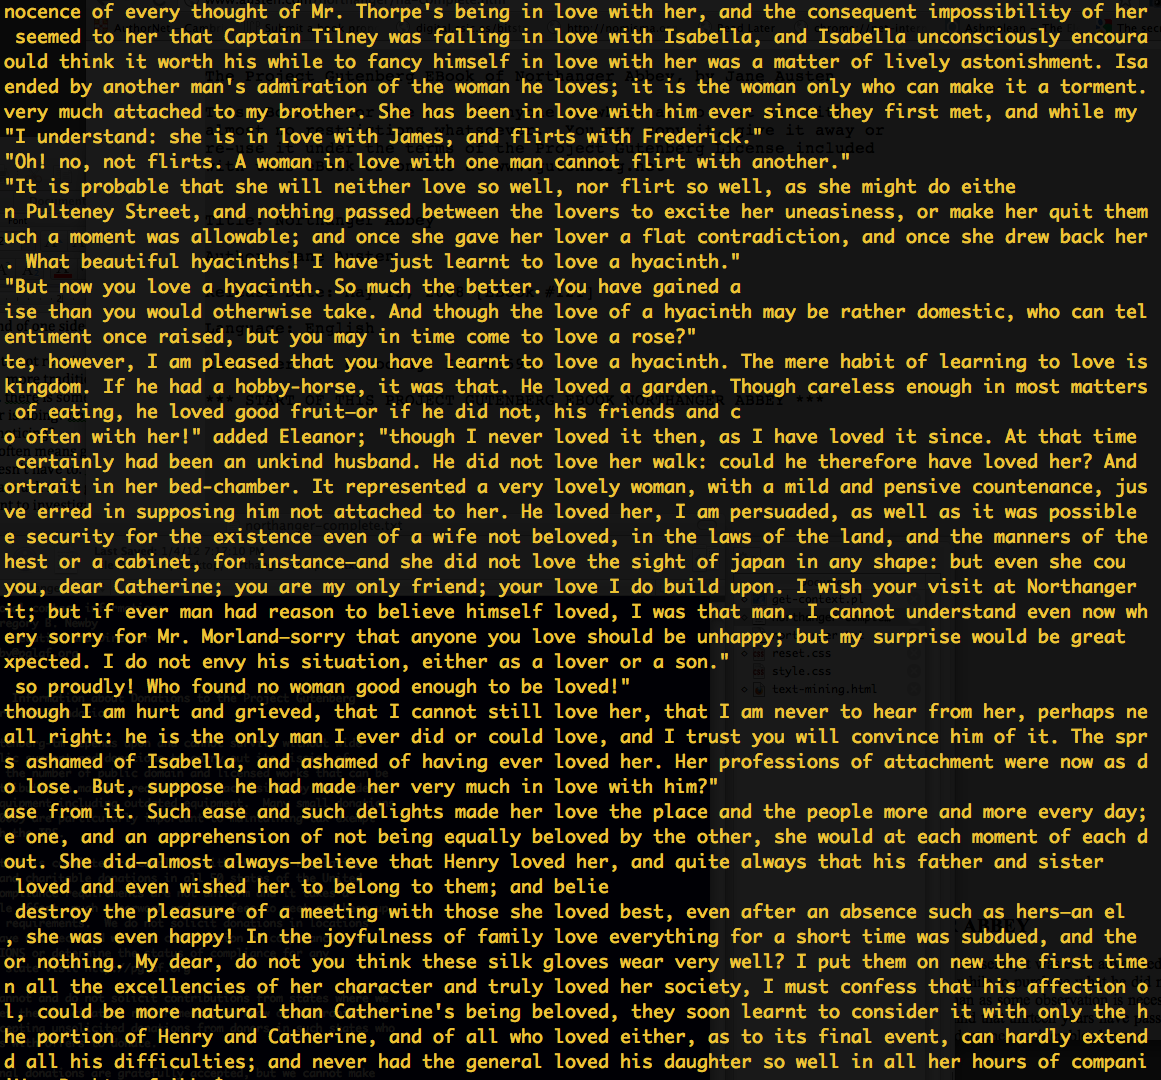 nocence of every thought of Mr. Thorpe's being in love with her, and the consequent impossibility of her
seemed to her that Captain Tilney was falling in love with Isabella, and Isabella unconsciously encoura
ould think it worth his while to fancy himself in love with her was a matter of lively astonishment. Isa
ended by another man's admiration of the woman he loves; it is the woman only who can make it a torment.
very much attached to my brother. She has been in love with him ever since they first met, and while my
"I understand: she is in love with James, and flirts with Frederick."
"Oh! no, not flirts. A woman in love with one man cannot flirt with another."
"It is probable that she will neither love so well, nor flirt so well, as she might do eithe
n Pulteney Street, and nothing passed between the lovers to excite her uneasiness, or make her quit them
uch a moment was allowable; and once she gave her lover a flat contradiction, and once she drew back her
. What beautiful hyacinths! I have just learnt to love a hyacinth."
"But now you love a hyacinth. So much the better. You have gained a
ise than you would otherwise take. And though the love of a hyacinth may be rather domestic, who can tel
entiment once raised, but you may in time come to love a rose?"
te, however, I am pleased that you have learnt to love a hyacinth. The mere habit of learning to love is
kingdom. If he had a hobby-horse, it was that. He loved a garden. Though careless enough in most matters
of eating, he loved good fruit—or if he did not, his friends and c
o often with her!" added Eleanor; "though I never loved it then, as I have loved it since. At that time
certainly had been an unkind husband. He did not love her walk: could he therefore have loved her? And
ortrait in her bed-chamber. It represented a very lovely woman, with a mild and pensive countenance, jus
ve erred in supposing him not attached to her. He loved her, I am persuaded, as well as it was possible
e security for the existence even of a wife not beloved, in the laws of the land, and the manners of the
hest or a cabinet, for instance—and she did not love the sight of japan in any shape: but even she cou
you, dear Catherine; you are my only friend; your love I do build upon. I wish your visit at Northanger
it; but if ever man had reason to believe himself loved, I was that man. I cannot understand even now wh
ery sorry for Mr. Morland—sorry that anyone you love should be unhappy; but my surprise would be great
xpected. I do not envy his situation, either as a lover or a son."
so proudly! Who found no woman good enough to be loved!"
though I am hurt and grieved, that I cannot still love her, that I am never to hear from her, perhaps ne
all right: he is the only man I ever did or could love, and I trust you will convince him of it. The spr
s ashamed of Isabella, and ashamed of having ever loved her. Her professions of attachment were now as d
o lose. But, suppose he had made her very much in love with him?"
ase from it. Such ease and such delights made her love the place and the people more and more every day;
e one, and an apprehension of not being equally beloved by the other, she would at each moment of each d
out. She did—almost always—believe that Henry loved her, and quite always that his father and sister
loved and even wished her to belong to them; and belie
destroy the pleasure of a meeting with those she loved best, even after an absence such as hers—an el
, she was even happy! In the joyfulness of family love everything for a short time was subdued, and the
or nothing. My dear, do not you think these silk gloves wear very well? I put them on new the first time
n all the excellencies of her character and truly loved her society, I must confess that his affection o
l, could be more natural than Catherine's being beloved, they soon learnt to consider it with only the h
ne portion of Henry and Catherine, and of all who loved either, as to its final event, can hardly extend
d all his difficulties; and never had the general loved his daughter so well in all her hours of compani